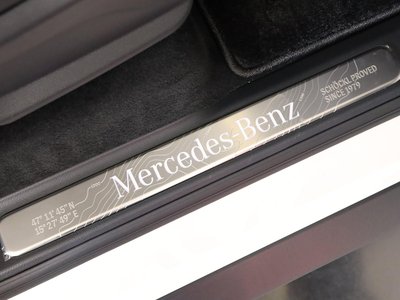 47° 11' 45" N
15° 27' 49" E
Mercedes-Benz
SCHÖCKL PROVED
SINCE 1979